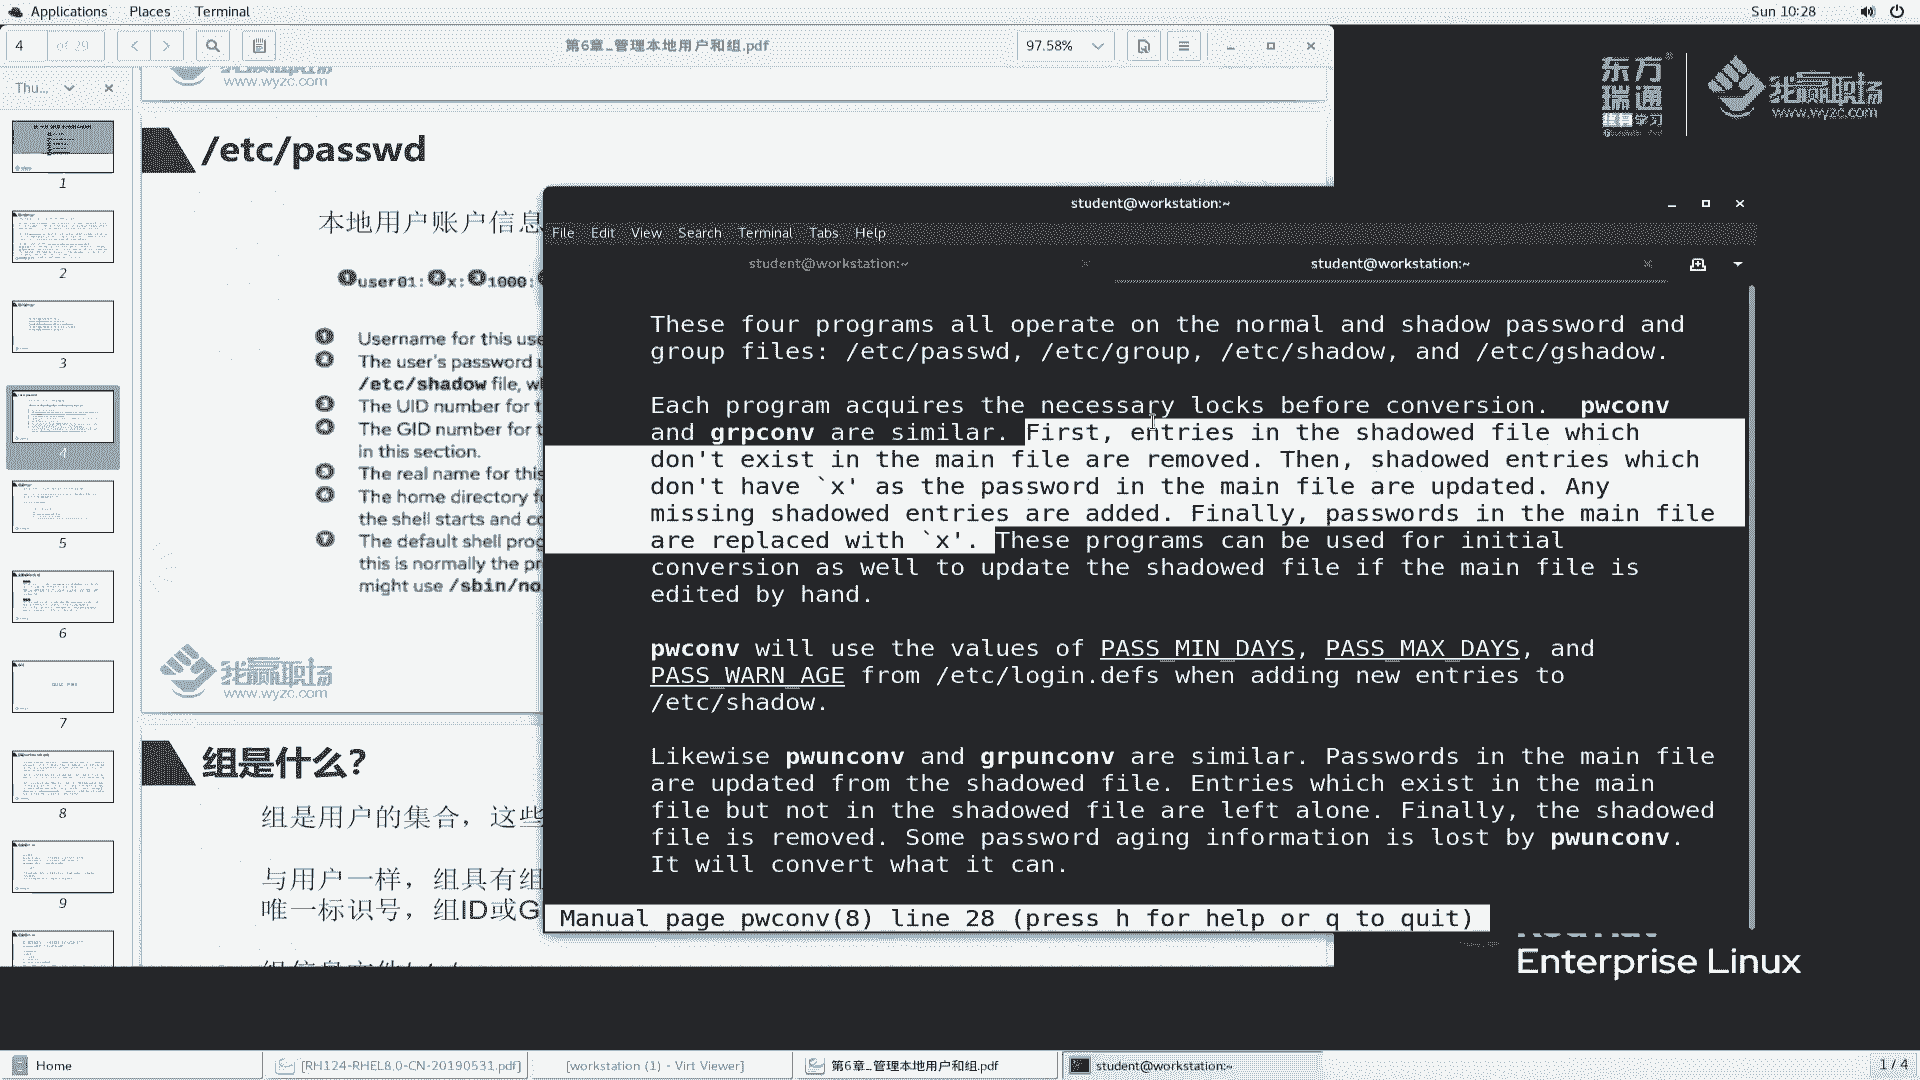 Applications Places Terminal
Sun 10:28
4 of 29
第6章_管理本地用户和组.pdf
97.58%
Thu...
1
2
3
4
5
6
7
8
9
www.wyzc.com
/etc/passwd
本地用户账户信息
user01: x: 1000:
Username for this use
The user's password u
/etc/shadow file, w
The UID number for t
The GID number for t
in this section.
The real name for this
The home directory f
the shell starts and co
The default shell prog
this is normally the pr
might use /sbin/no
我赢职场
www.wyzc.com
组是什么?
组是用户的集合，这些
与用户一样，组具有组
唯一标识号，组ID或G
东方
瑞通
终身学习
我赢职场
www.wyzc.com
student@workstation:~
File Edit View Search Terminal Tabs Help
student@workstation:~
student@workstation:~
These four programs all operate on the normal and shadow password and
group files: /etc/passwd, /etc/group, /etc/shadow, and /etc/gshadow.
Each program acquires the necessary locks before conversion. pwconv
and grpconv are similar. First, entries in the shadowed file which
don't exist in the main file are removed. Then, shadowed entries which
don't have `x' as the password in the main file are updated. Any
missing shadowed entries are added. Finally, passwords in the main file
are replaced with `x'. These programs can be used for initial
conversion as well to update the shadowed file if the main file is
edited by hand.
pwconv will use the values of PASS_MIN_DAYS, PASS_MAX_DAYS, and
PASS_WARN_AGE from /etc/login.defs when adding new entries to
/etc/shadow.
Likewise pwunconv and grpunconv are similar. Passwords in the main file
are updated from the shadowed file. Entries which exist in the main
file but not in the shadowed file are left alone. Finally, the shadowed
file is removed. Some password aging information is lost by pwunconv.
It will convert what it can.
Manual page pwconv(8) line 28 (press h for help or q to quit)
Enterprise Linux
Home
[RH124-RHEL8.0-CN-20190531.pdf]
[workstation (1) - Virt Viewer]
第6章_管理本地用户和组.pdf
student@workstation:~
1 / 4